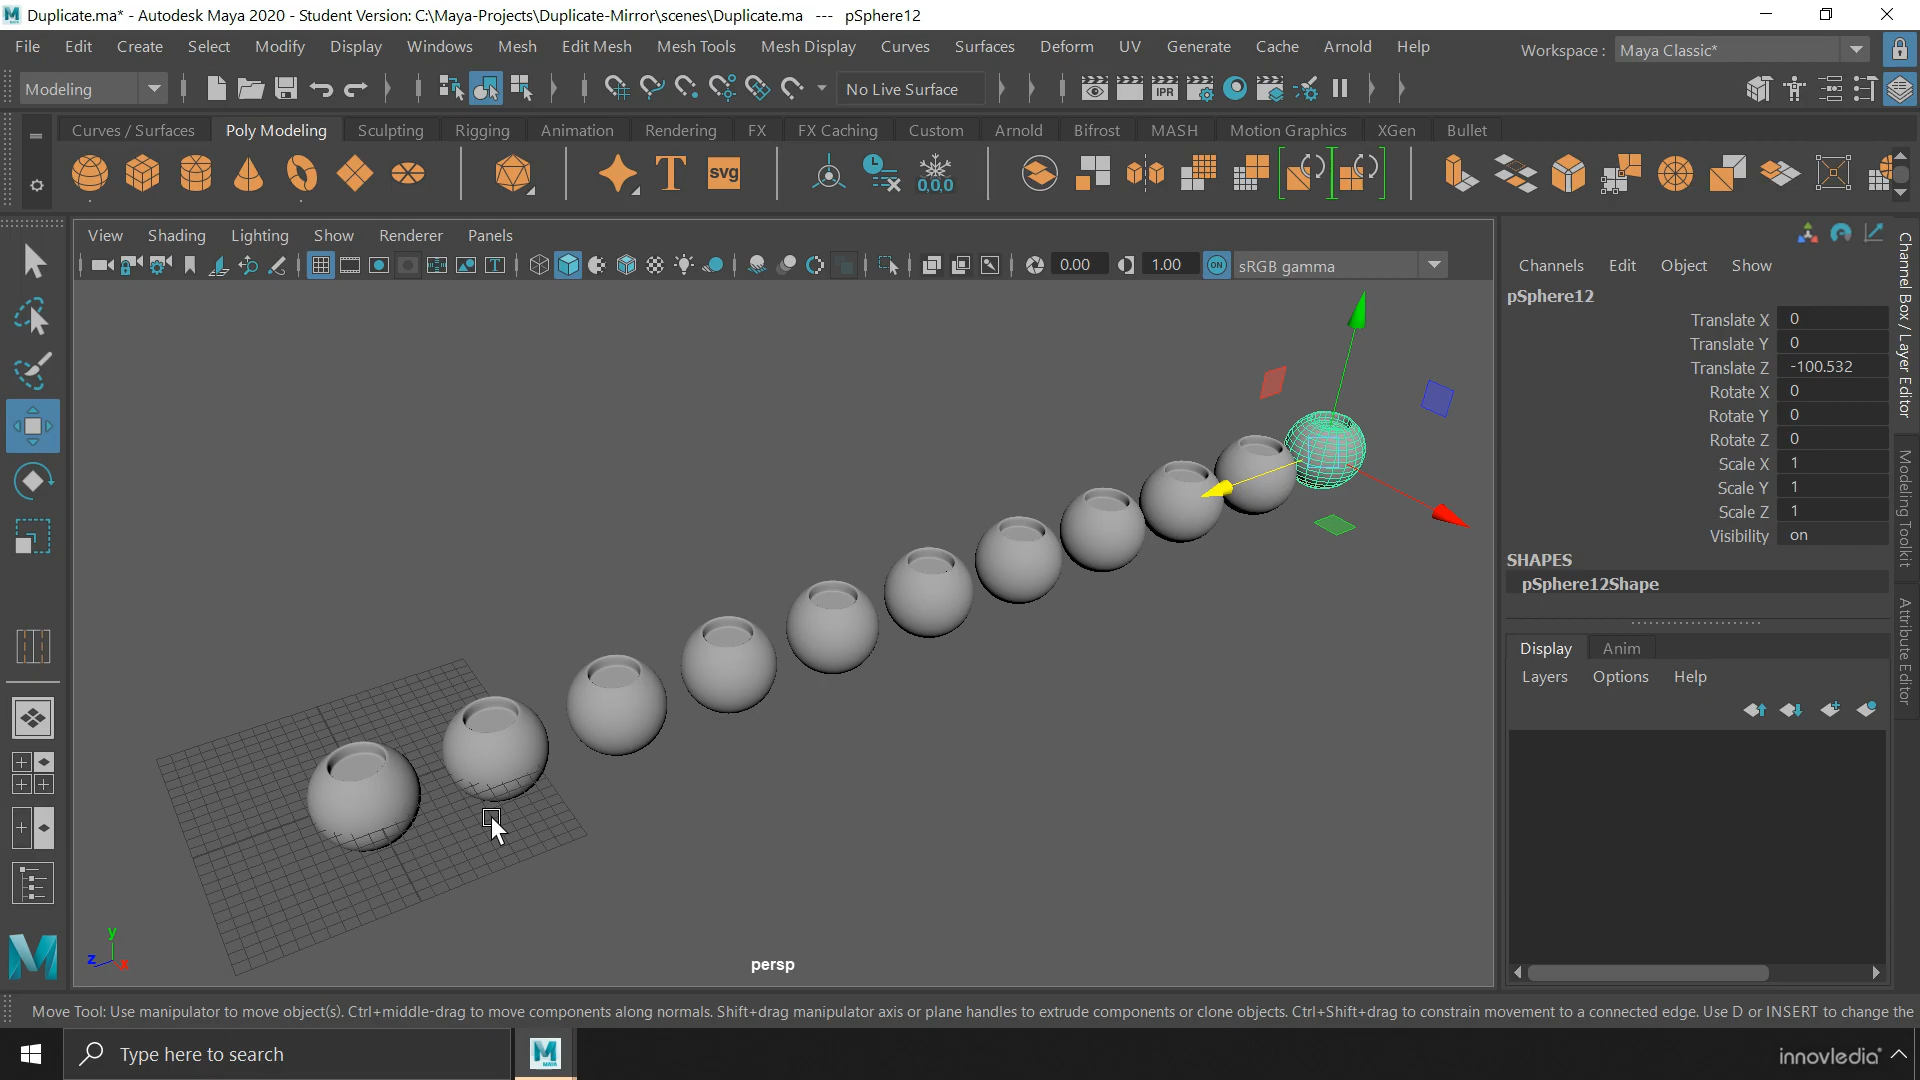 Duplicate.ma* - Autodesk Maya 2020 - Student Version: C:\Maya-Projects\Duplicate-Mirror\scenes\Duplicate.ma --- pSphere12
File Edit Create Select Modify Display Windows Mesh Edit Mesh Mesh Tools Mesh Display Curves Surfaces Deform UV Generate Cache Arnold Help Workspace : Maya Classic*
Modeling No Live Surface IPR
Curves / Surfaces Poly Modeling Sculpting Rigging Animation Rendering FX FX Caching Custom Arnold Bifrost MASH Motion Graphics XGen Bullet
T svg 0,0,0
View Shading Lighting Show Renderer Panels
0.00 1.00 ON sRGB gamma
Channels Edit Object Show
pSphere12
Translate X 0
Translate Y 0
Translate Z -100.532
Rotate X 0
Rotate Y 0
Rotate Z 0
Scale X 1
Scale Y 1
Scale Z 1
Visibility on
SHAPES
pSphere12Shape
Display Anim
Layers Options Help
Channel Box / Layer Editor
Modeling Toolkit
Attribute Editor
y
z x
persp
M
Move Tool: Use manipulator to move object(s). Ctrl+middle-drag to move components along normals. Shift+drag manipulator axis or plane handles to extrude components or clone objects. Ctrl+Shift+drag to constrain movement to a connected edge. Use D or INSERT to change the
Type here to search
innovledia